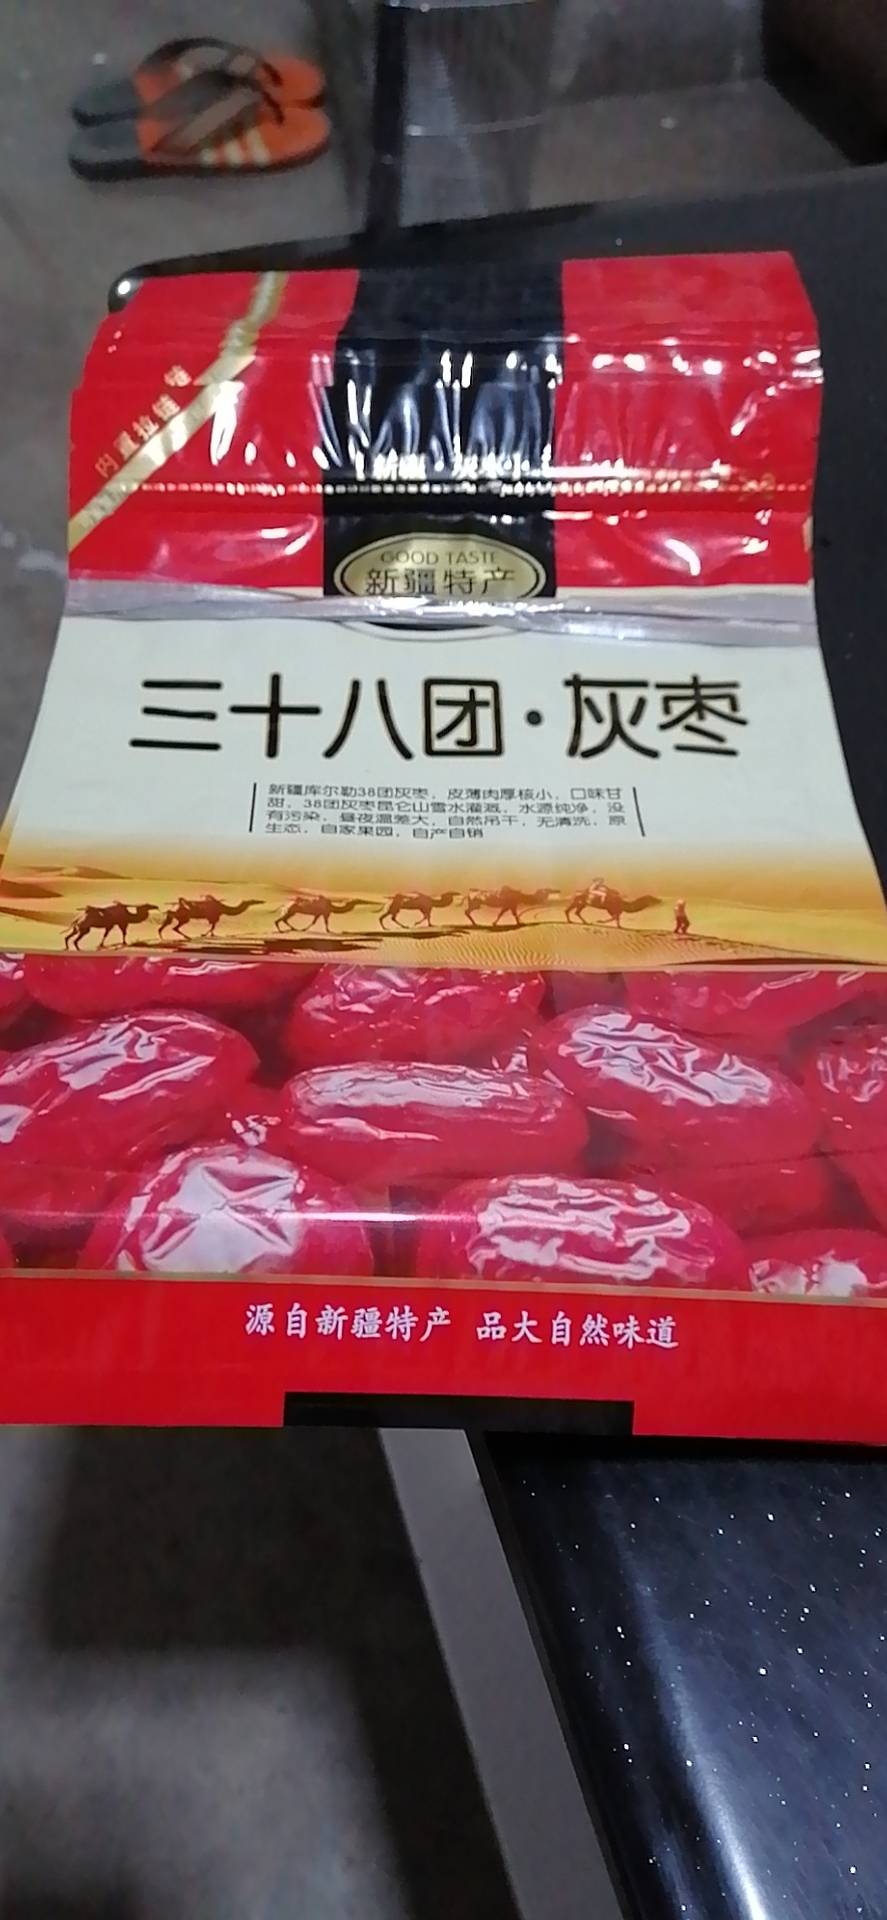 内置拉链
新疆·灰枣
GOOD TASTE
新疆特产
三十八团·灰枣
新疆库尔勒38团灰枣，皮薄肉厚核小，口味甘
甜，38团灰枣昆仑山雪水灌溉，水源纯净，没
有污染，昼夜温差大，自然吊干，无清洗，原
生态，自家果园，自产自销
源自新疆特产 品大自然味道